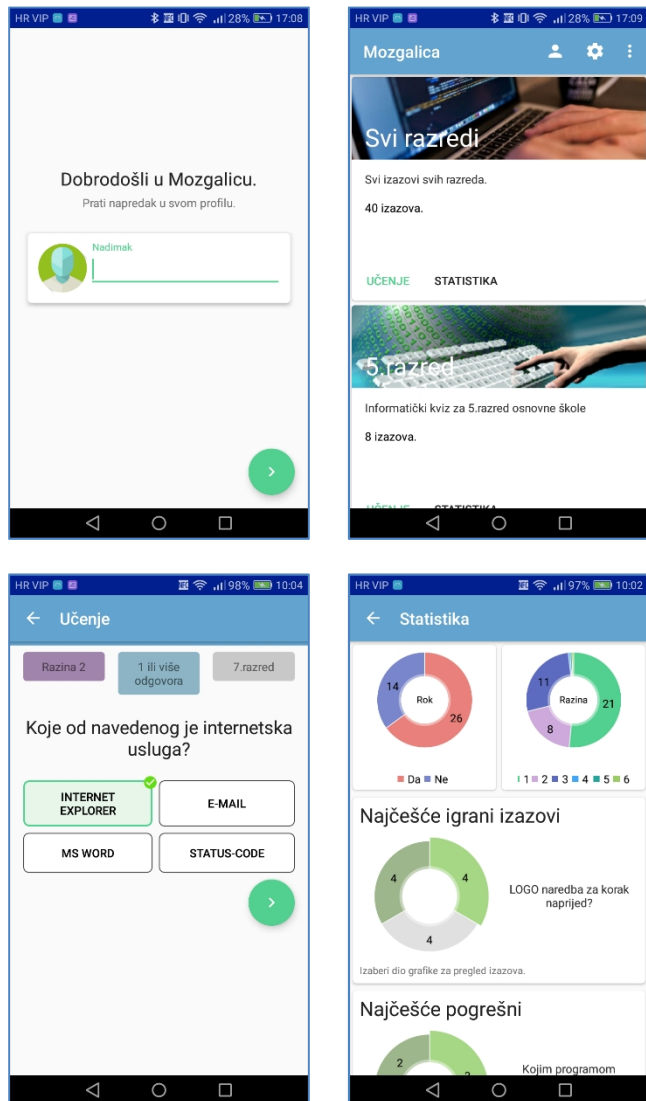 HR VIP 28% 17:08
Dobrodošli u Mozgalicu.
Prati napredak u svom profilu.
Nadimak
HR VIP 28% 17:09
Mozgalica
Svi razredi
Svi izazovi svih razreda.
40 izazova.
UČENJE STATISTIKA
5.razred
Informatički kviz za 5.razred osnovne škole
8 izazova.
UČENJE STATISTIKA
HR VIP 98% 10:04
Učenje
Razina 2
1 ili više
odgovora
7.razred
Koje od navedenog je internetska
usluga?
INTERNET
EXPLORER
E-MAIL
MS WORD
STATUS-CODE
HR VIP 97% 10:02
Statistika
14
Rok
26
Da Ne
11
Razina
21
8
1 2 3 4 5 6
Najčešće igrani izazovi
4
4
4
LOGO naredba za korak
naprijed?
Izaberi dio grafike za pregled izazova.
Najčešće pogrešni
2
Kojim programom